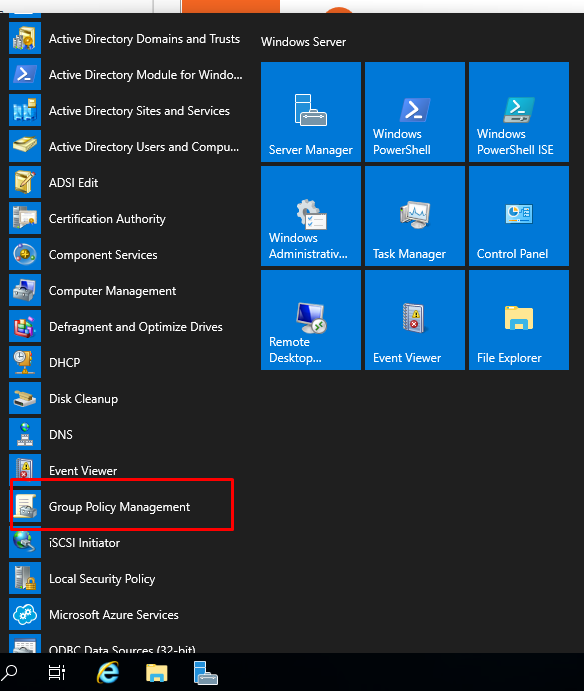 Active Directory Domains and Trusts
Active Directory Module for Windo...
Active Directory Sites and Services
Active Directory Users and Compu...
ADSI Edit
Certification Authority
Component Services
Computer Management
Defragment and Optimize Drives
DHCP
Disk Cleanup
DNS
Event Viewer
Group Policy Management
iSCSI Initiator
Local Security Policy
Microsoft Azure Services
ODBC Data Sources (32-bit)
Windows Server
Server Manager
Windows
PowerShell
Windows
PowerShell ISE
Windows
Administrativ...
Task Manager
Control Panel
Remote
Desktop...
Event Viewer
File Explorer